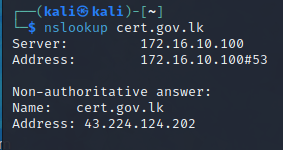 ┌──(kali㉿kali)-[~]
└─$ nslookup cert.gov.lk
Server:         172.16.10.100
Address:        172.16.10.100#53

Non-authoritative answer:
Name:   cert.gov.lk
Address: 43.224.124.202